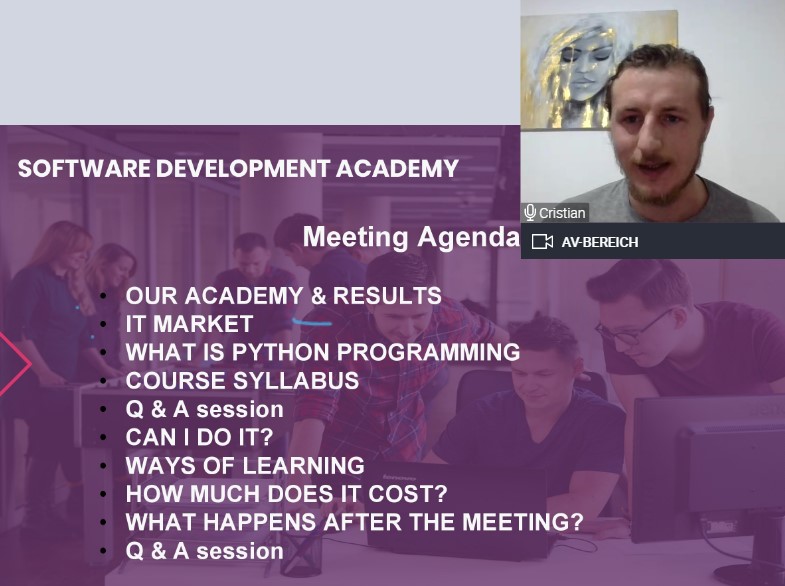 SOFTWARE DEVELOPMENT ACADEMY
Cristian
AV-BEREICH
Meeting Agenda
• OUR ACADEMY & RESULTS
• IT MARKET
• WHAT IS PYTHON PROGRAMMING
• COURSE SYLLABUS
• Q & A session
• CAN I DO IT?
• WAYS OF LEARNING
• HOW MUCH DOES IT COST?
• WHAT HAPPENS AFTER THE MEETING?
• Q & A session